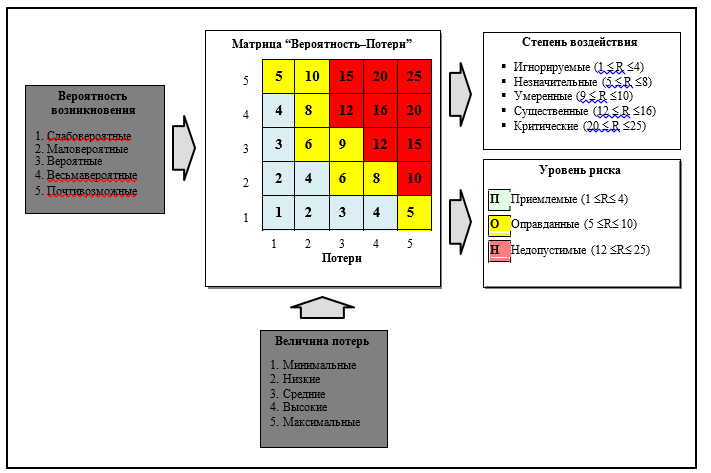 Вероятность
возникновения
1. Слабовероятные
2. Маловероятные
3. Вероятные
4. Весьмавероятные
5. Почтивозможные
Матрица “Вероятность–Потери”
5 5 10 15 20 25
4 4 8 12 16 20
3 3 6 9 12 15
2 2 4 6 8 10
1 1 2 3 4 5
1 2 3 4 5
Потери
Величина потерь
1. Минимальные
2. Низкие
3. Средние
4. Высокие
5. Максимальные
Степень воздействия
▪ Игнорируемые (1 ≤ R ≤4)
▪ Незначительные (5 ≤ R ≤8)
▪ Умеренные (9 ≤ R ≤10)
▪ Существенные (12 ≤ R ≤16)
▪ Критические (20 ≤ R ≤25)
Уровень риска
П Приемлемые (1 ≤R≤ 4)
О Оправданные (5 ≤R≤ 10)
Н Недопустимые (12 ≤R≤ 25)